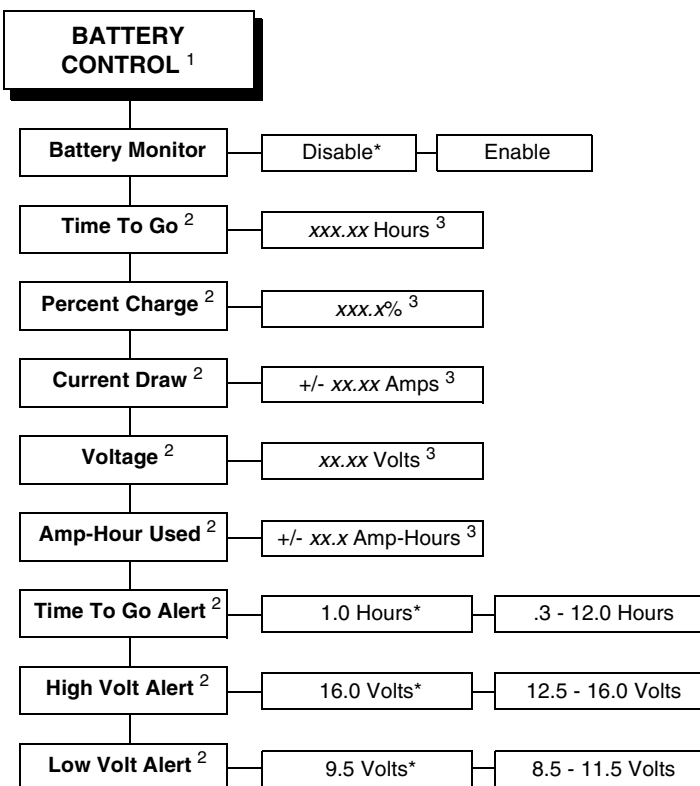 BATTERY
CONTROL 1
Battery Monitor Disable* Enable
Time To Go 2 xxx.xx Hours 3
Percent Charge 2 xxx.x% 3
Current Draw 2 +/- xx.xx Amps 3
Voltage 2 xx.xx Volts 3
Amp-Hour Used 2 +/- xx.x Amp-Hours 3
Time To Go Alert 2 1.0 Hours* .3 - 12.0 Hours
High Volt Alert 2 16.0 Volts* 12.5 - 16.0 Volts
Low Volt Alert 2 9.5 Volts* 8.5 - 11.5 Volts